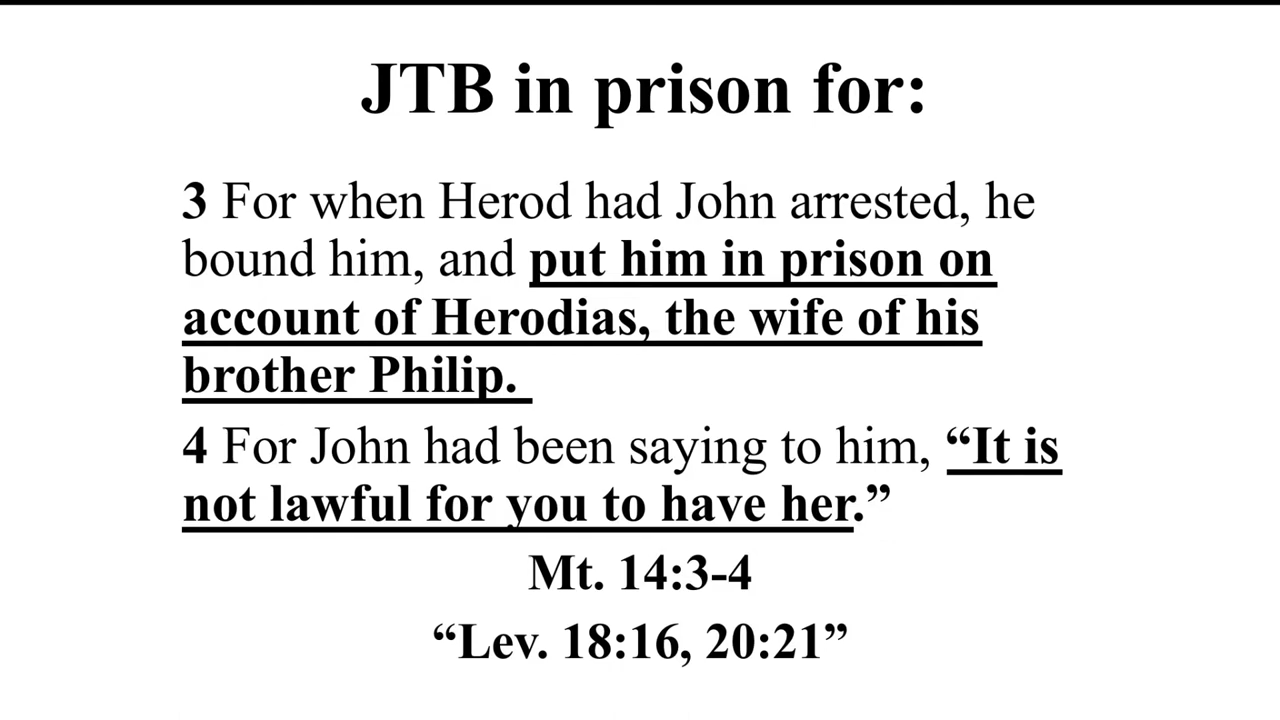 JTB in prison for:
3 For when Herod had John arrested, he
bound him, and put him in prison on
account of Herodias, the wife of his
brother Philip.
4 For John had been saying to him, “It is
not lawful for you to have her.”
Mt. 14:3-4
“Lev. 18:16, 20:21”